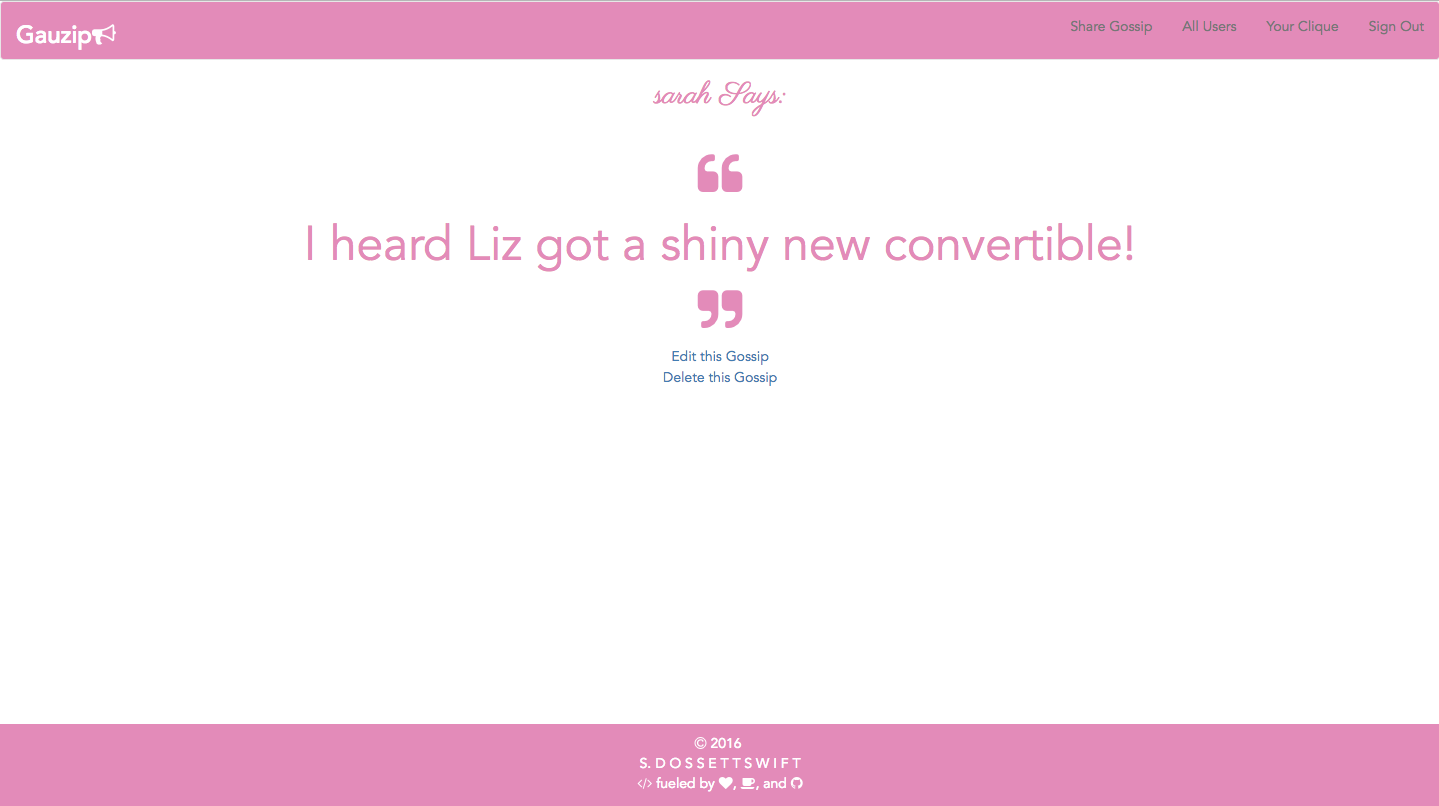 Gauzip
Share Gossip All Users Your Clique Sign Out
sarah Says:
“
I heard Liz got a shiny new convertible!
”
Edit this Gossip
Delete this Gossip
© 2016
S. DOSSETTSWIFT
</> fueled by ♥, ☕, and